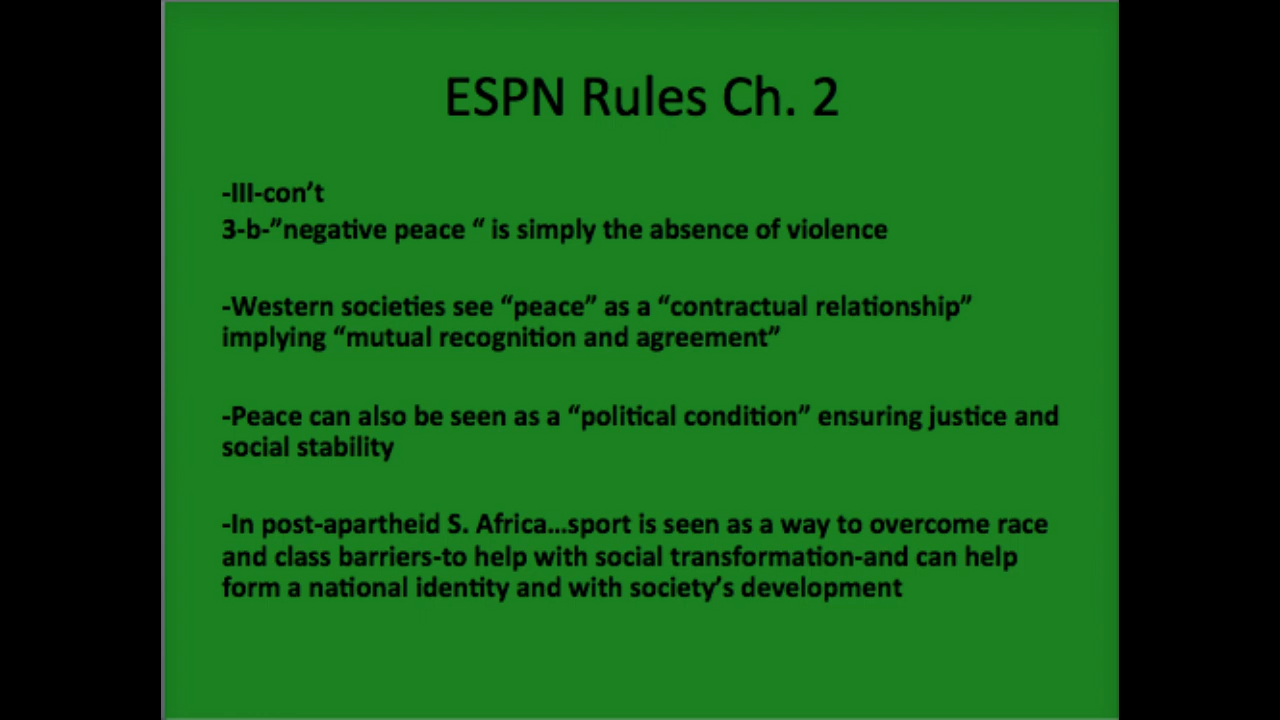 ESPN Rules Ch. 2
-III-con’t
3-b-”negative peace “ is simply the absence of violence
-Western societies see “peace” as a “contractual relationship”
implying “mutual recognition and agreement”
-Peace can also be seen as a “political condition” ensuring justice and
social stability
-In post-apartheid S. Africa…sport is seen as a way to overcome race
and class barriers-to help with social transformation-and can help
form a national identity and with society’s development